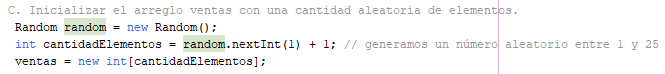 C. Inicializar el arreglo ventas con una cantidad aleatoria de elementos.
Random random = new Random();
int cantidadElementos = random.nextInt(1) + 1; // generamos un número aleatorio entre 1 y 25
ventas = new int[cantidadElementos];